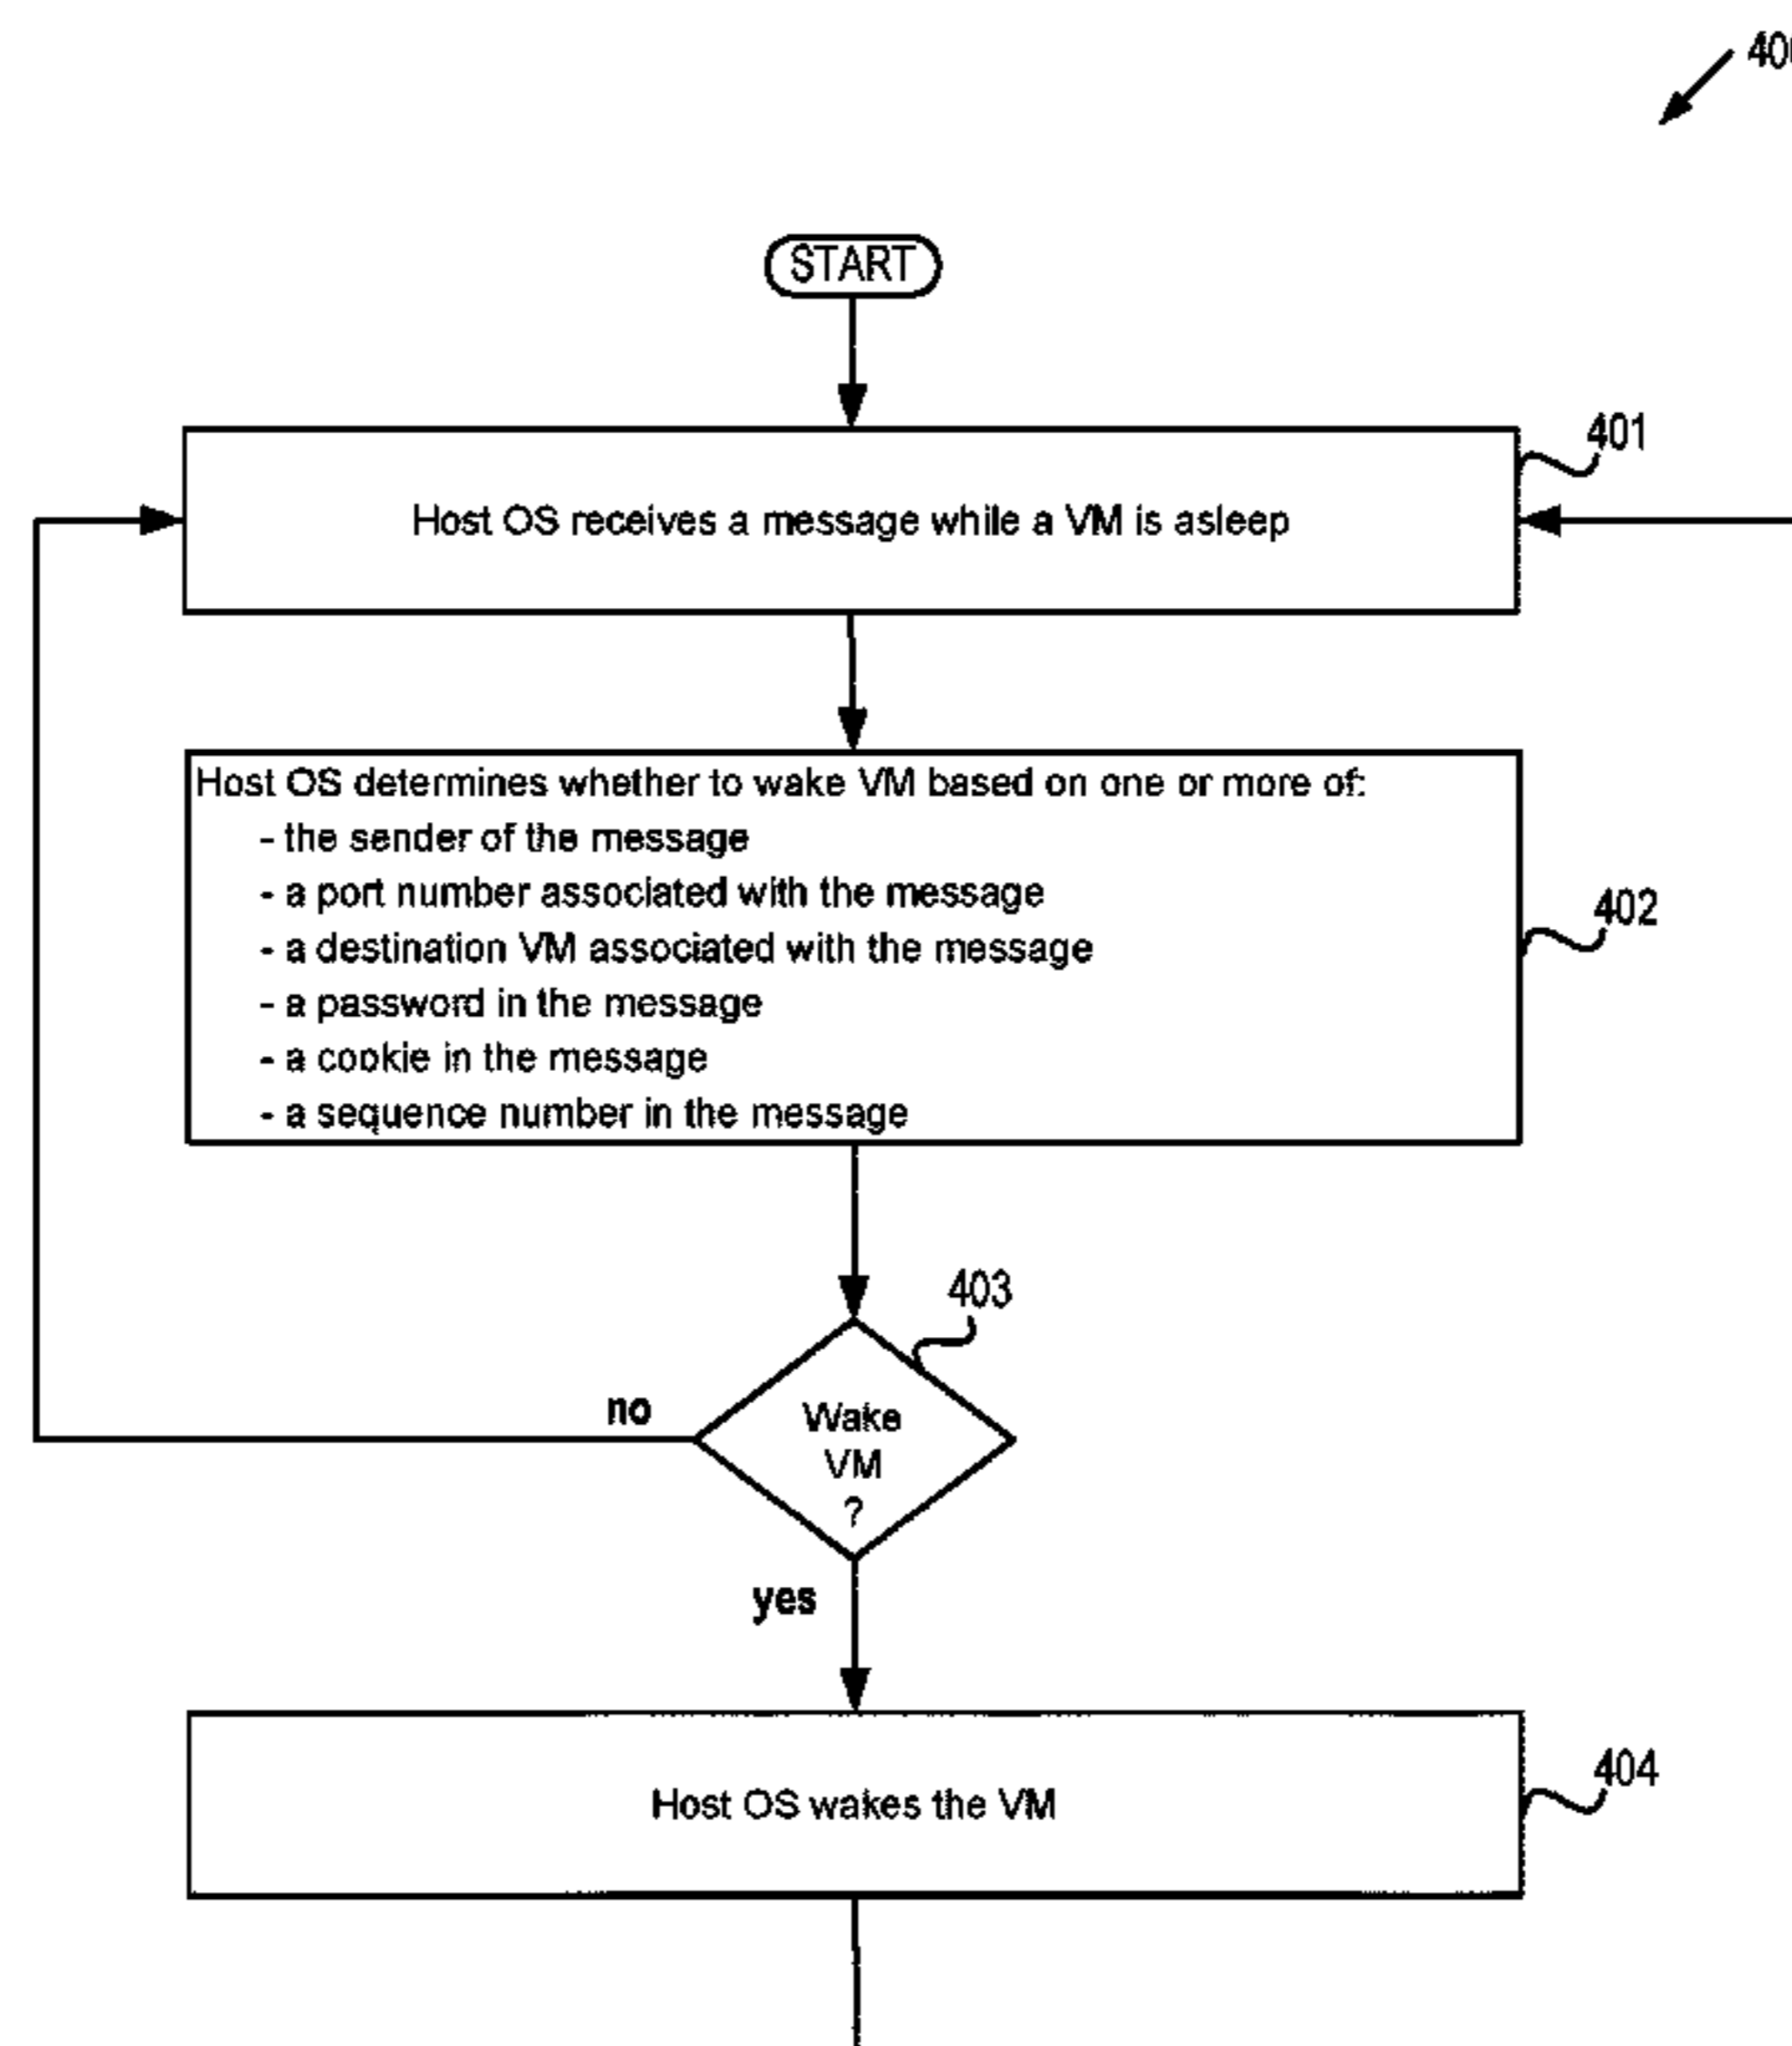 START
401
Host OS receives a message while a VM is asleep
Host OS determines whether to wake VM based on one or more of:
- the sender of the message
- a port number associated with the message
- a destination VM associated with the message
- a password in the message
- a cookie in the message
- a sequence number in the message
402
403
no
Wake
VM
?
yes
404
Host OS wakes the VM